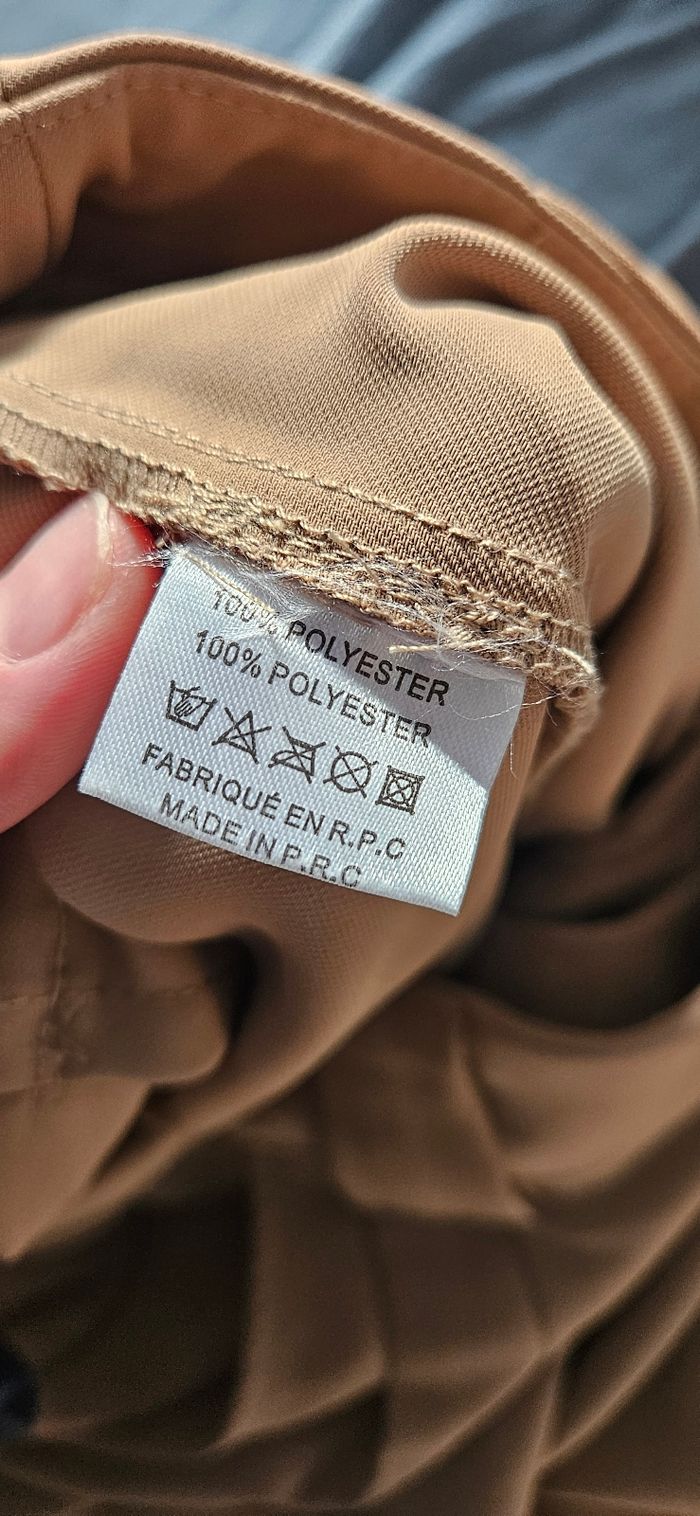 100% POLYESTER
100% POLYESTER
FABRIQUÉ EN R.P.C
MADE IN P.R.C